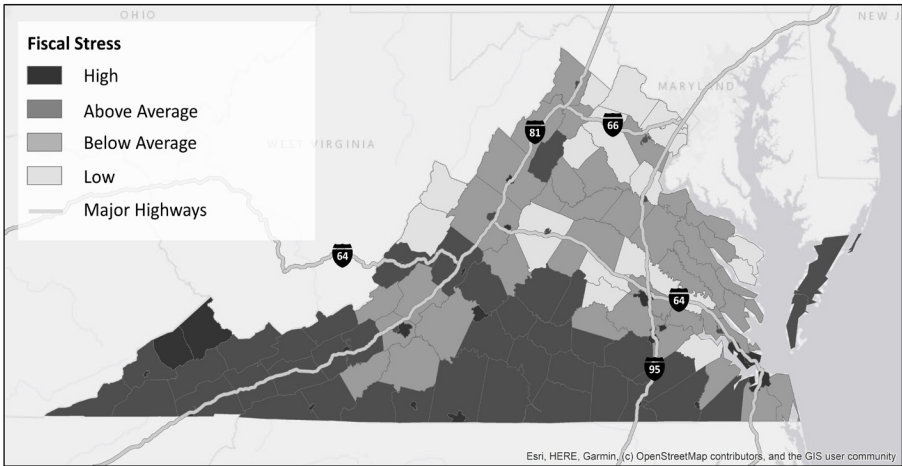 OHIO
NEW J
Fiscal Stress
High
Above Average
Below Average
Low
Major Highways
MARYLAND
WEST VIRGINIA
81
66
64
64
95
Esri, HERE, Garmin, (c) OpenStreetMap contributors, and the GIS user community